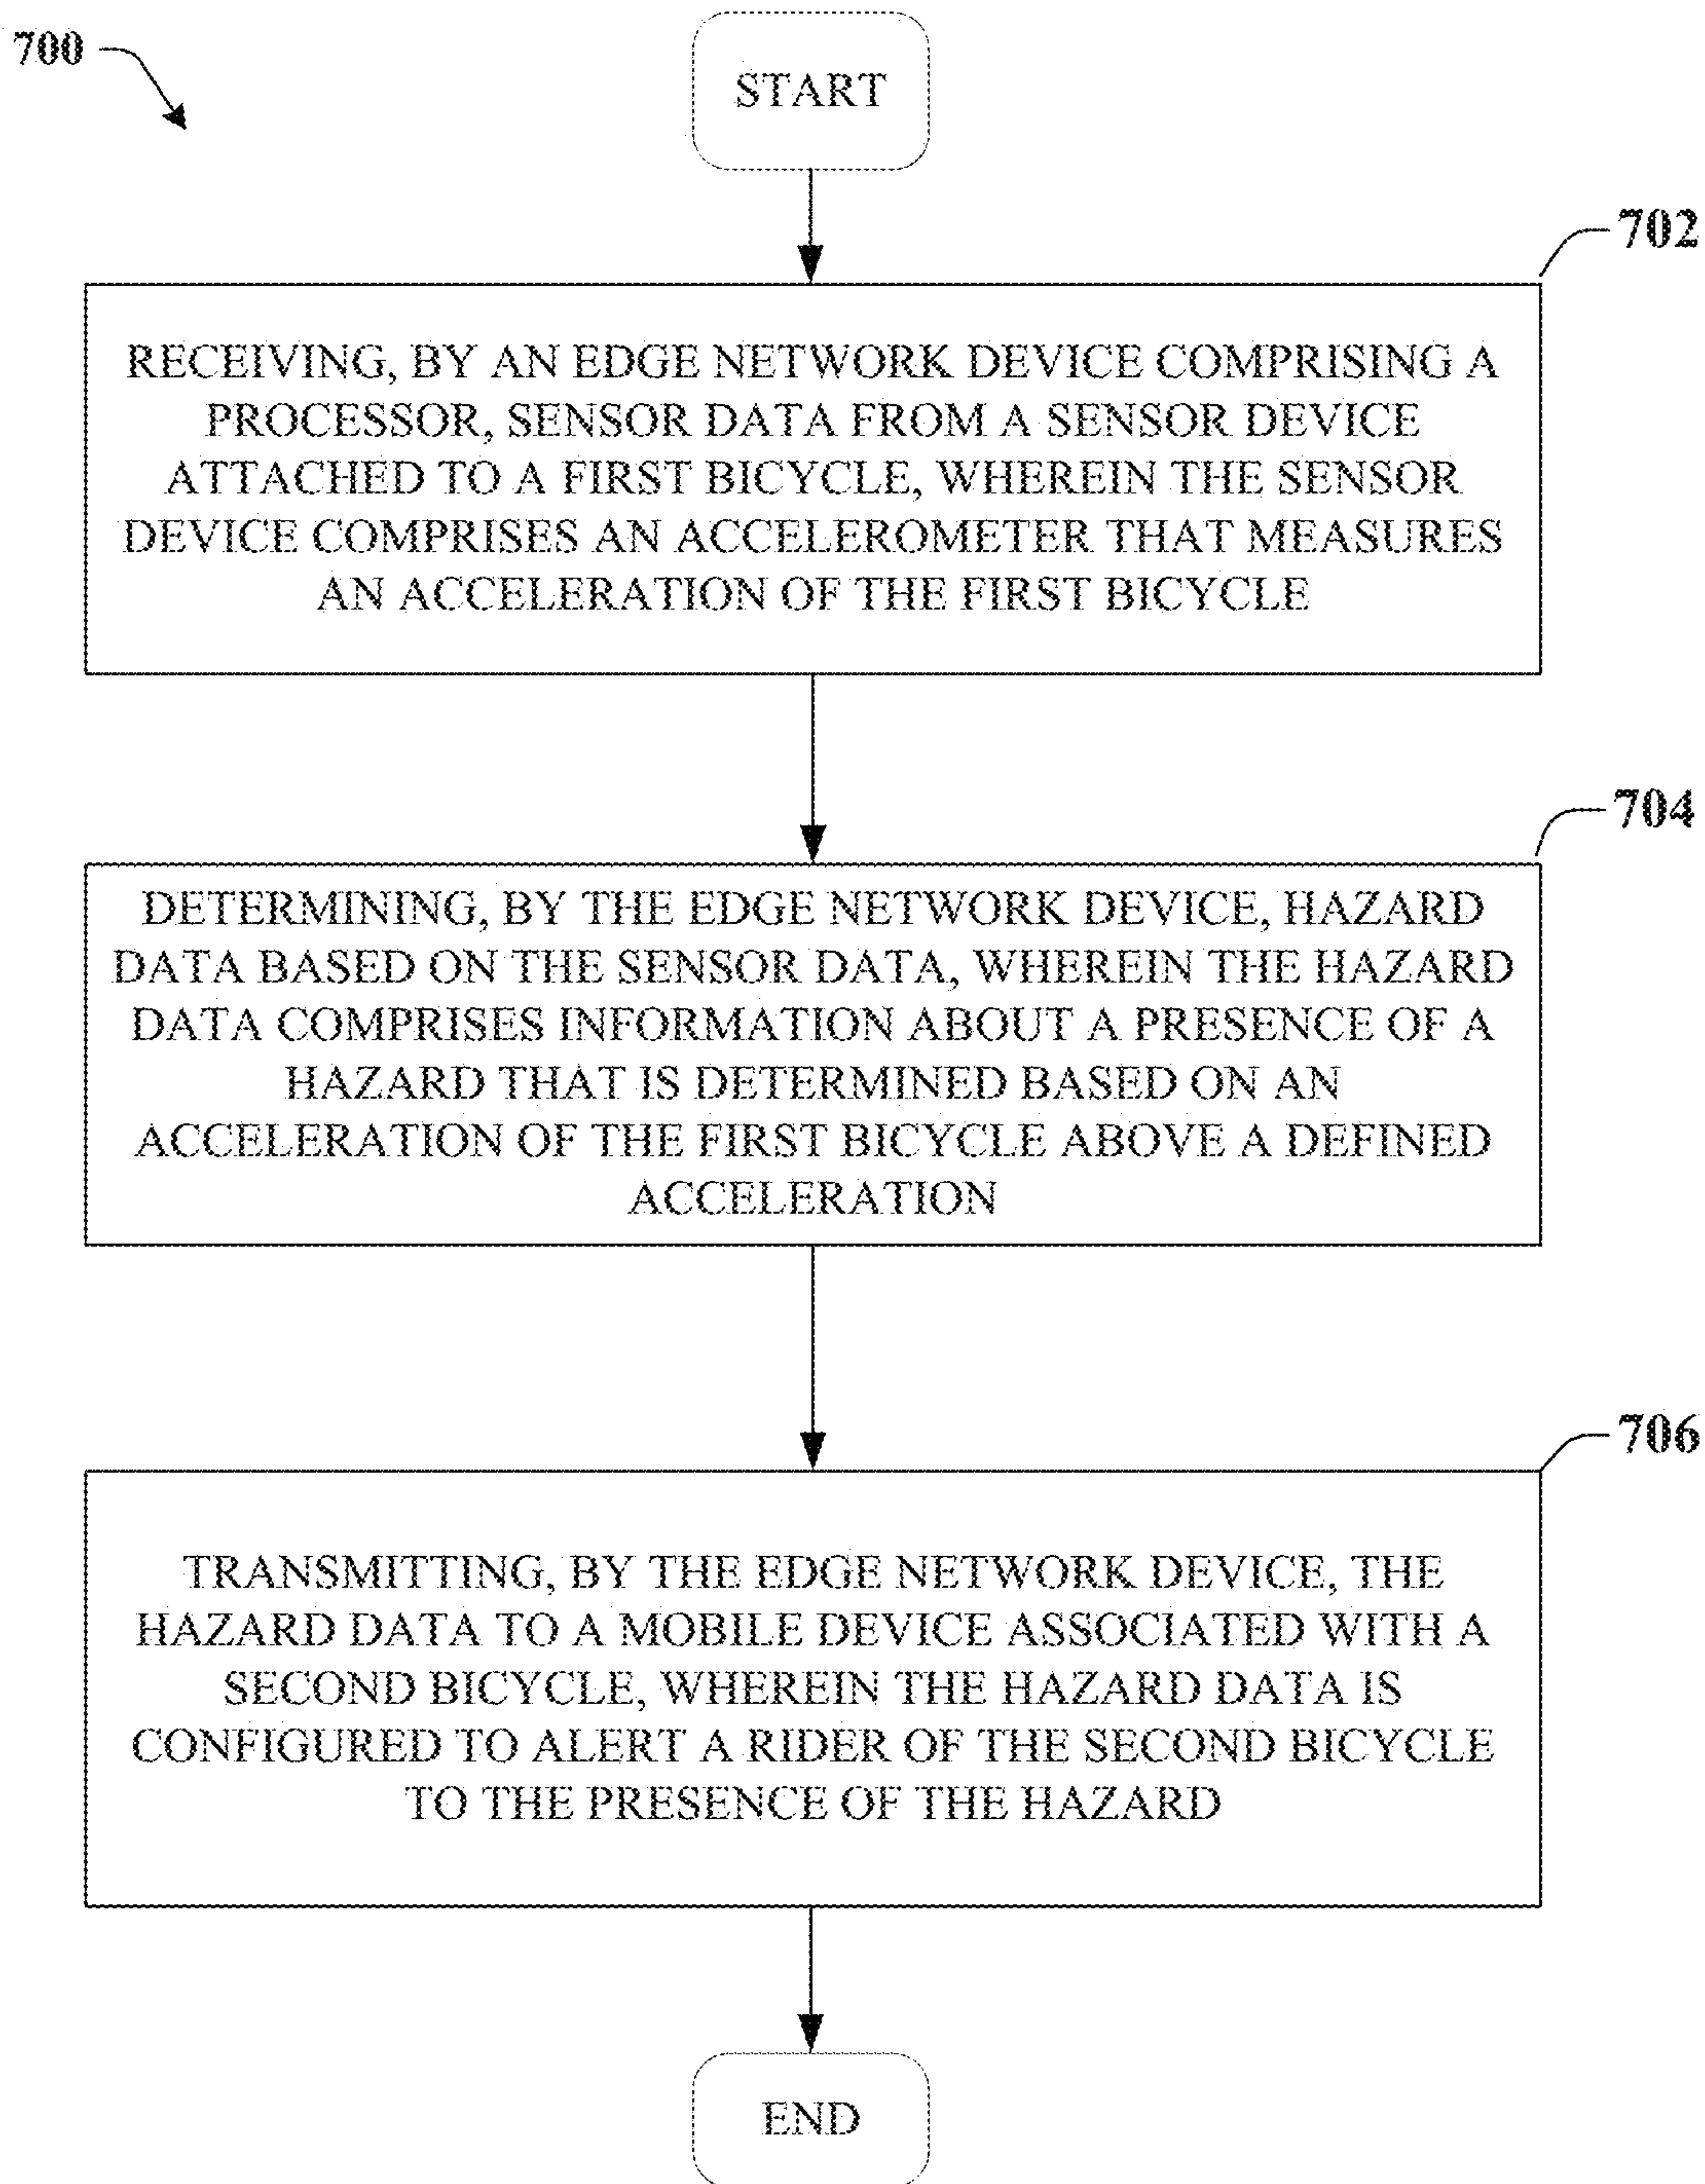 700
START
702
RECEIVING, BY AN EDGE NETWORK DEVICE COMPRISING A
PROCESSOR, SENSOR DATA FROM A SENSOR DEVICE
ATTACHED TO A FIRST BICYCLE, WHEREIN THE SENSOR
DEVICE COMPRISES AN ACCELEROMETER THAT MEASURES
AN ACCELERATION OF THE FIRST BICYCLE
704
DETERMINING, BY THE EDGE NETWORK DEVICE, HAZARD
DATA BASED ON THE SENSOR DATA, WHEREIN THE HAZARD
DATA COMPRISES INFORMATION ABOUT A PRESENCE OF A
HAZARD THAT IS DETERMINED BASED ON AN
ACCELERATION OF THE FIRST BICYCLE ABOVE A DEFINED
ACCELERATION
706
TRANSMITTING, BY THE EDGE NETWORK DEVICE, THE
HAZARD DATA TO A MOBILE DEVICE ASSOCIATED WITH A
SECOND BICYCLE, WHEREIN THE HAZARD DATA IS
CONFIGURED TO ALERT A RIDER OF THE SECOND BICYCLE
TO THE PRESENCE OF THE HAZARD
END